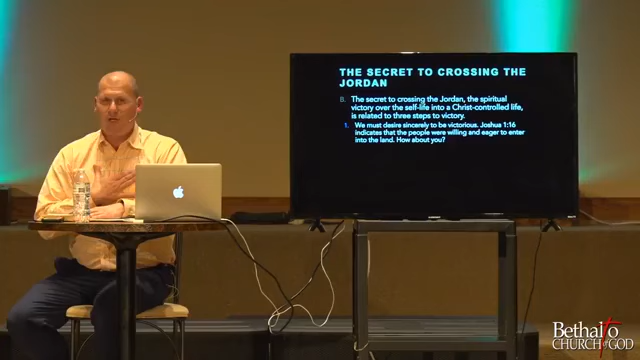 THE SECRET TO CROSSING THE
JORDAN
B. The secret to crossing the Jordan, the spiritual
victory over the self-life into a Christ-controlled life,
is related to three steps to victory.
1. We must desire sincerely to be victorious. Joshua 1:16
indicates that the people were willing and eager to enter
into the land. How about you?
Bethalto
CHURCH of GOD